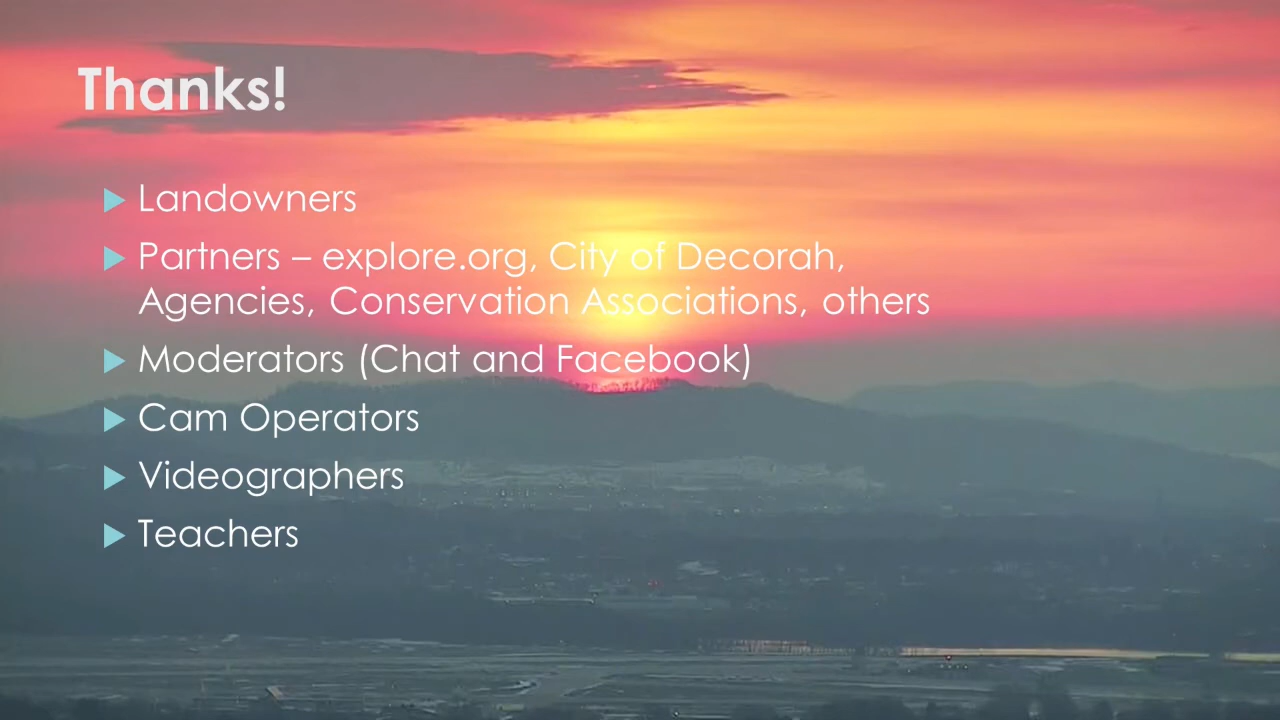 Thanks!
Landowners
Partners – explore.org, City of Decorah,
Agencies, Conservation Associations, others
Moderators (Chat and Facebook)
Cam Operators
Videographers
Teachers